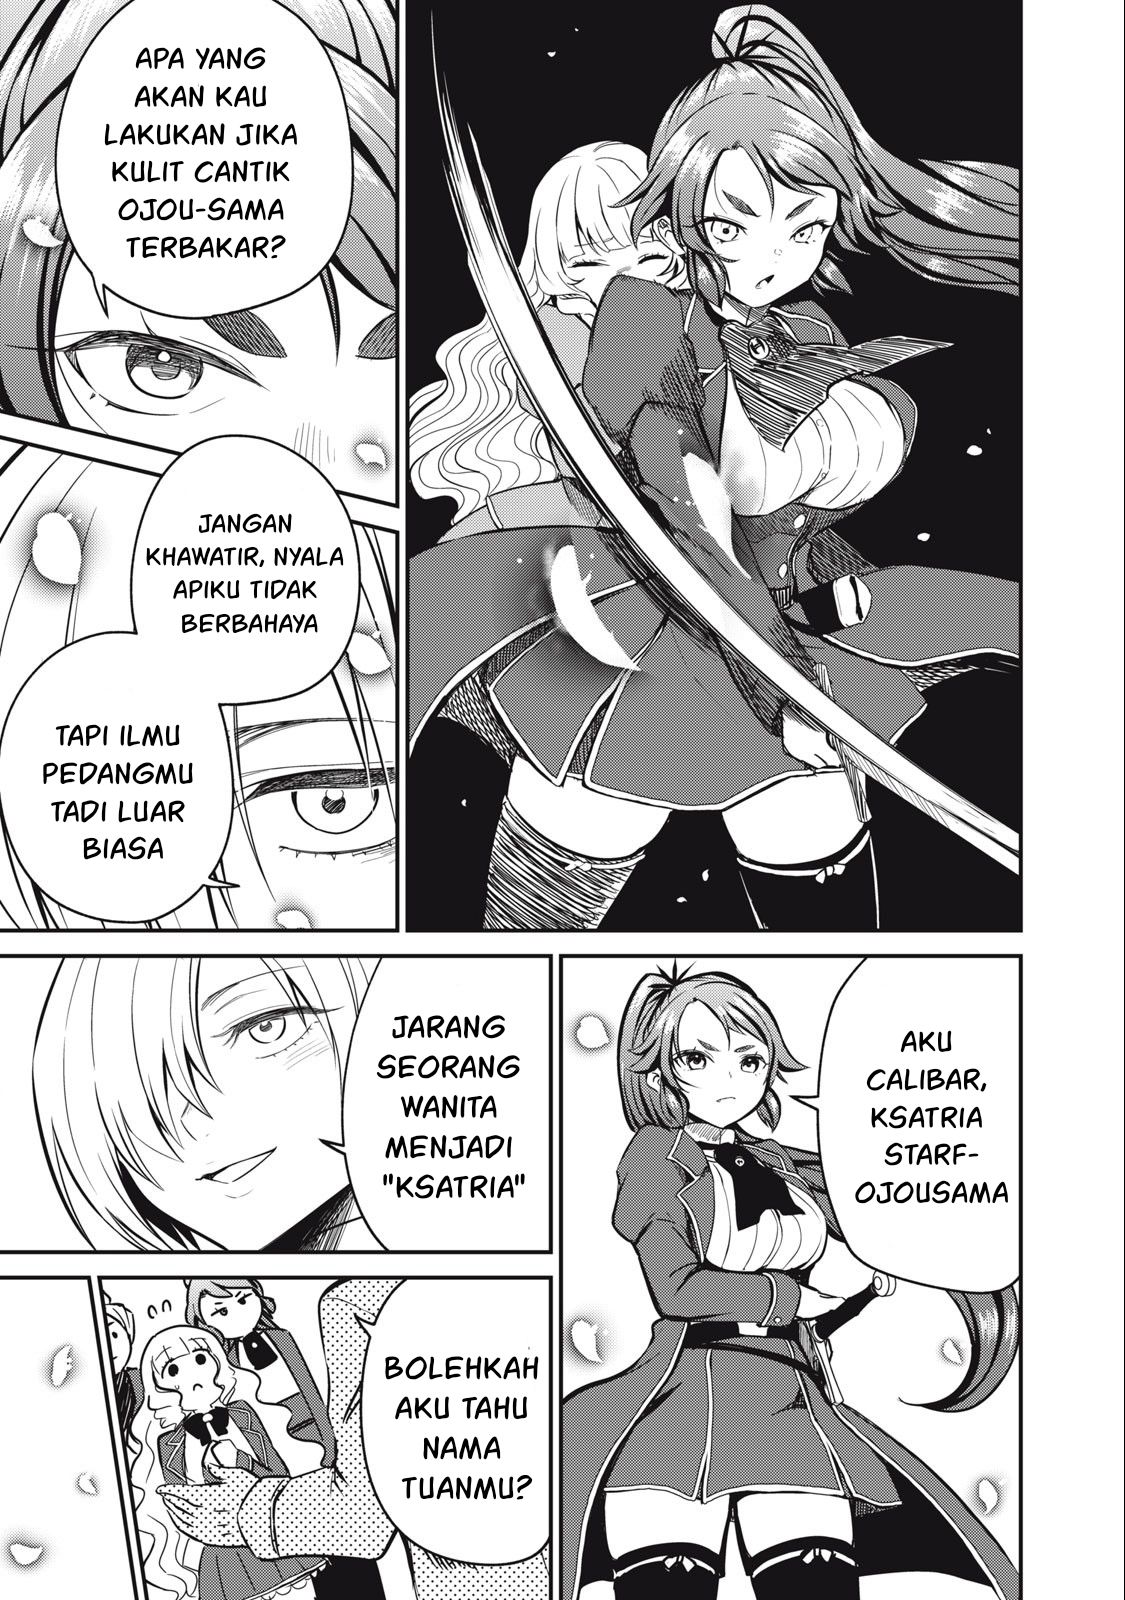 APA YANG
AKAN KAU
LAKUKAN JIKA
KULIT CANTIK
OJOU-SAMA
TERBAKAR?
JANGAN
KHAWATIR, NYALA
APIKU TIDAK
BERBAHAYA
TAPI ILMU
PEDANGMU
TADI LUAR
BIASA
AKU
CALIBAR,
KSATRIA
STARF-
OJOUSAMA
JARANG
SEORANG
WANITA
MENJADI
"KSATRIA"
BOLEHKAH
AKU TAHU
NAMA
TUANMU?